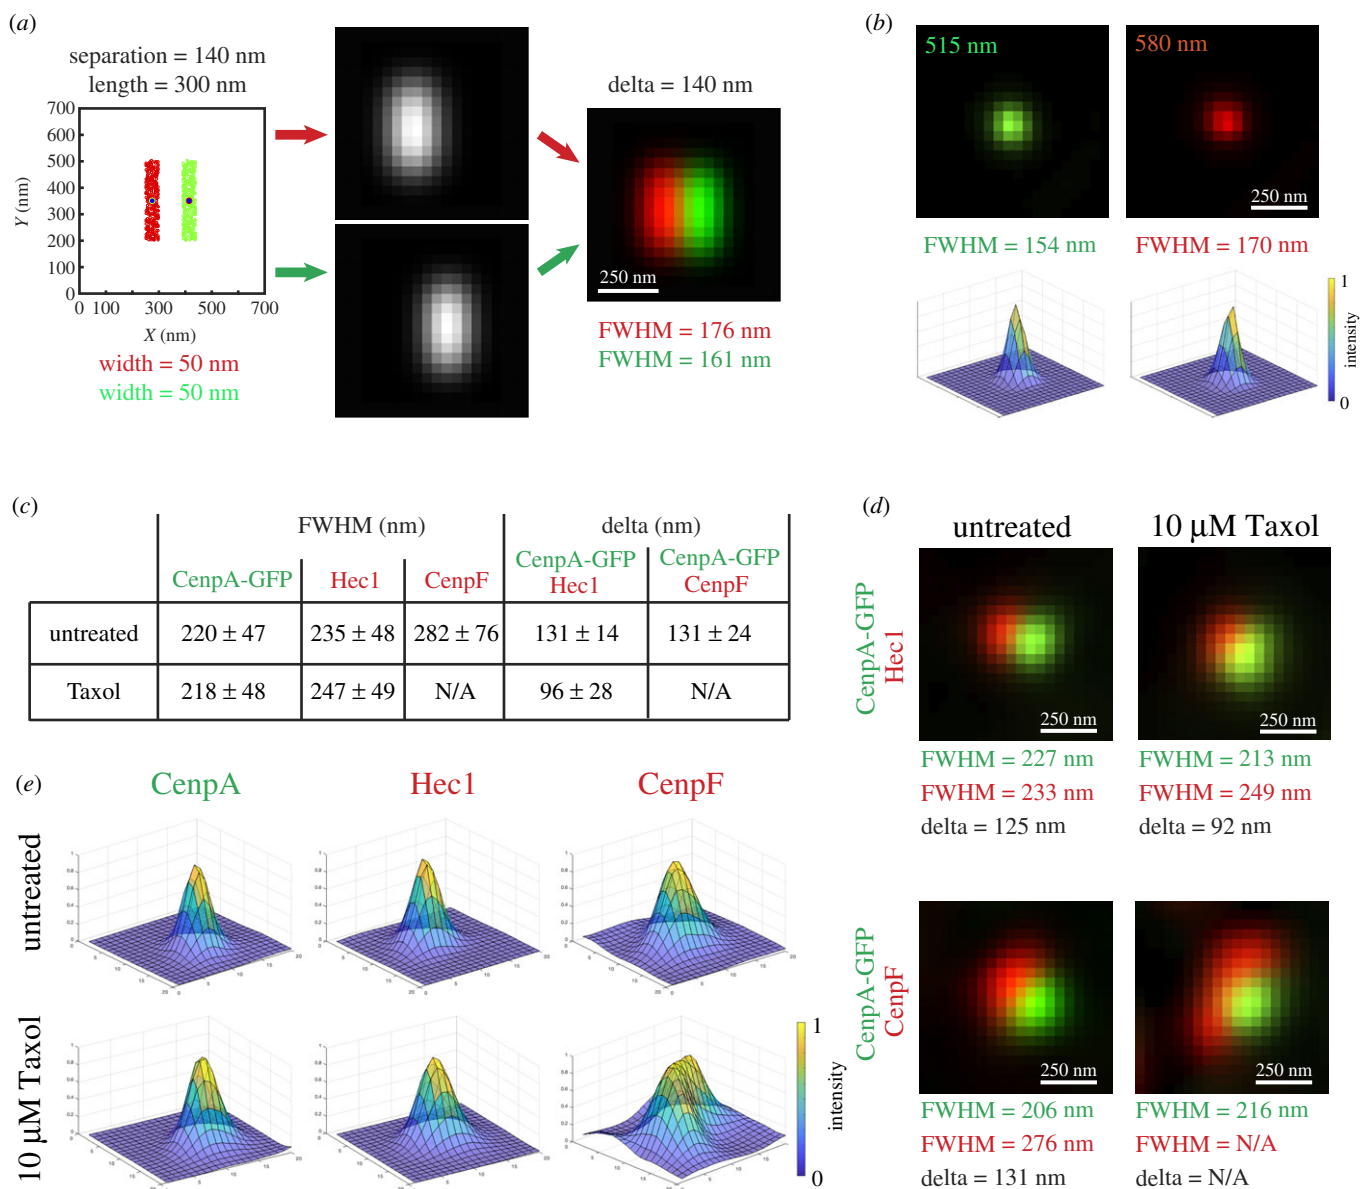 (a)
separation = 140 nm
length = 300 nm
700
600
500
400
300
200
100
0
Y (nm)
0 100 300 500 700
X (nm)
width = 50 nm
width = 50 nm
delta = 140 nm
250 nm
FWHM = 176 nm
FWHM = 161 nm
(b)
515 nm
580 nm
250 nm
FWHM = 154 nm
FWHM = 170 nm
1
intensity
0
(c)
FWHM (nm) delta (nm)
CenpA-GFP Hec1 CenpF CenpA-GFP Hec1 CenpA-GFP CenpF
untreated 220 ± 47 235 ± 48 282 ± 76 131 ± 14 131 ± 24
Taxol 218 ± 48 247 ± 49 N/A 96 ± 28 N/A
(d)
untreated 10 µM Taxol
CenpA-GFP
Hec1
250 nm
250 nm
FWHM = 227 nm
FWHM = 233 nm
delta = 125 nm
FWHM = 213 nm
FWHM = 249 nm
delta = 92 nm
CenpA-GFP
CenpF
250 nm
250 nm
FWHM = 206 nm
FWHM = 276 nm
delta = 131 nm
FWHM = 216 nm
FWHM = N/A
delta = N/A
(e)
CenpA Hec1 CenpF
untreated
10 µM Taxol
1
intensity
0